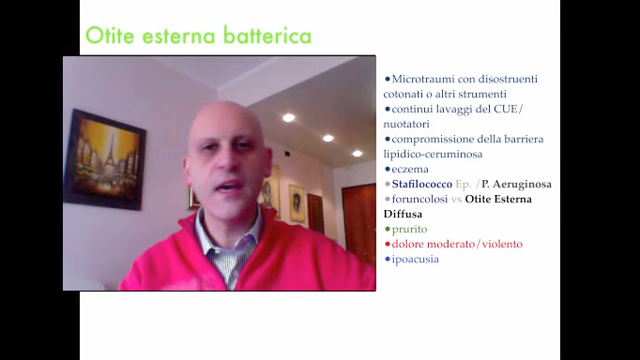 Otite esterna batterica
●Microtraumi con disostruenti
cotonati o altri strumenti
●continui lavaggi del CUE/
nuotatori
●compromissione della barriera
lipidico-ceruminosa
●eczema
●Stafilococco Ep. /P. Aeruginosa
●foruncolosi vs Otite Esterna
Diffusa
●prurito
●dolore moderato/violento
●ipoacusia